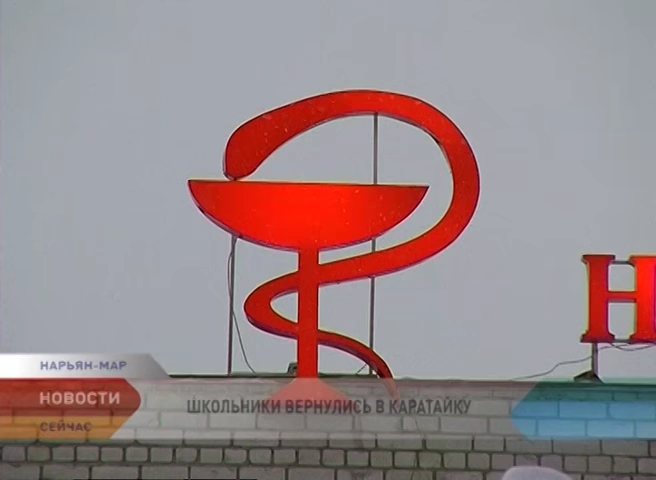 Н
НАРЬЯН-МАР
НОВОСТИ
ШКОЛЬНИКИ ВЕРНУЛИСЬ В КАРАТАЙКУ
СЕЙЧАС